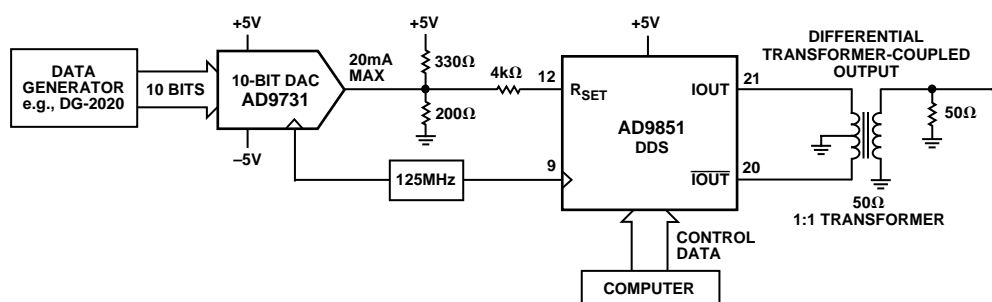 DATA
GENERATOR
e.g., DG-2020
10 BITS
+5V
10-BIT DAC
AD9731
–5V
20mA
MAX
+5V
330Ω
200Ω
4kΩ
125MHz
+5V
12
RSET
9
AD9851
DDS
IOUT
21
IOUT
20
CONTROL
DATA
COMPUTER
DIFFERENTIAL
TRANSFORMER-COUPLED
OUTPUT
50Ω
50Ω
1:1 TRANSFORMER